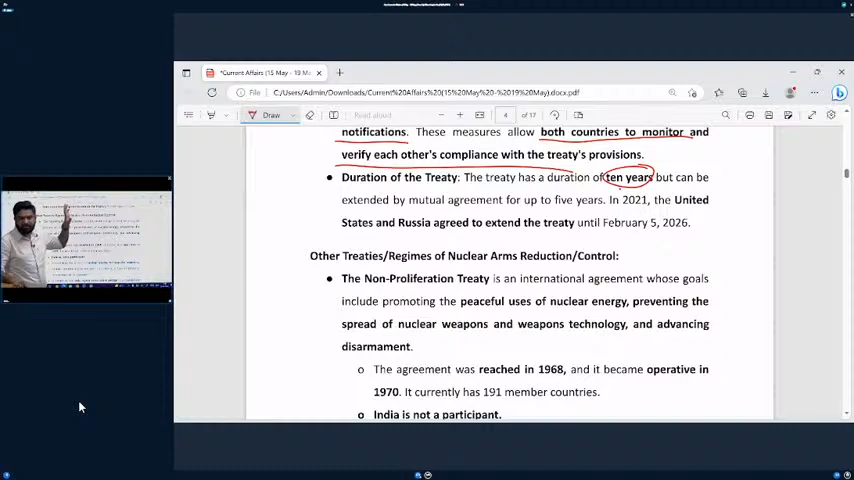 *Current Affairs (15 May - 19 M
File
C:/Users/Admin/Downloads/Current%20Affairs%20(15%20May%20-%2019%20May).docx.pdf
Draw
Read aloud
4 of 17
notifications. These measures allow both countries to monitor and
verify each other's compliance with the treaty's provisions.
● Duration of the Treaty: The treaty has a duration of ten years but can be
extended by mutual agreement for up to five years. In 2021, the United
States and Russia agreed to extend the treaty until February 5, 2026.
Other Treaties/Regimes of Nuclear Arms Reduction/Control:
● The Non-Proliferation Treaty is an international agreement whose goals
include promoting the peaceful uses of nuclear energy, preventing the
spread of nuclear weapons and weapons technology, and advancing
disarmament.
o The agreement was reached in 1968, and it became operative in
1970. It currently has 191 member countries.
o India is not a participant.